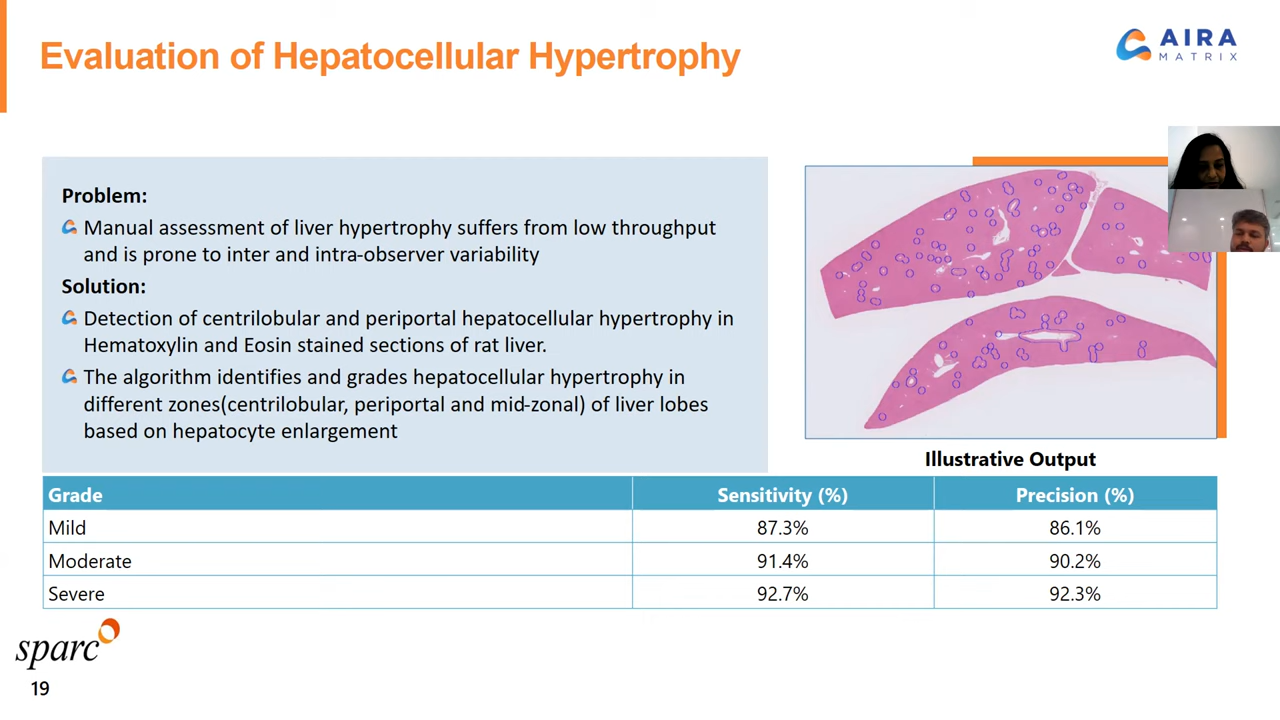 Evaluation of Hepatocellular Hypertrophy
AIRA
MATRIX
Problem:
Manual assessment of liver hypertrophy suffers from low throughput
and is prone to inter and intra-observer variability
Solution:
Detection of centrilobular and periportal hepatocellular hypertrophy in
Hematoxylin and Eosin stained sections of rat liver.
The algorithm identifies and grades hepatocellular hypertrophy in
different zones(centrilobular, periportal and mid-zonal) of liver lobes
based on hepatocyte enlargement
Illustrative Output
Grade Sensitivity (%) Precision (%)
Mild 87.3% 86.1%
Moderate 91.4% 90.2%
Severe 92.7% 92.3%
sparc
19